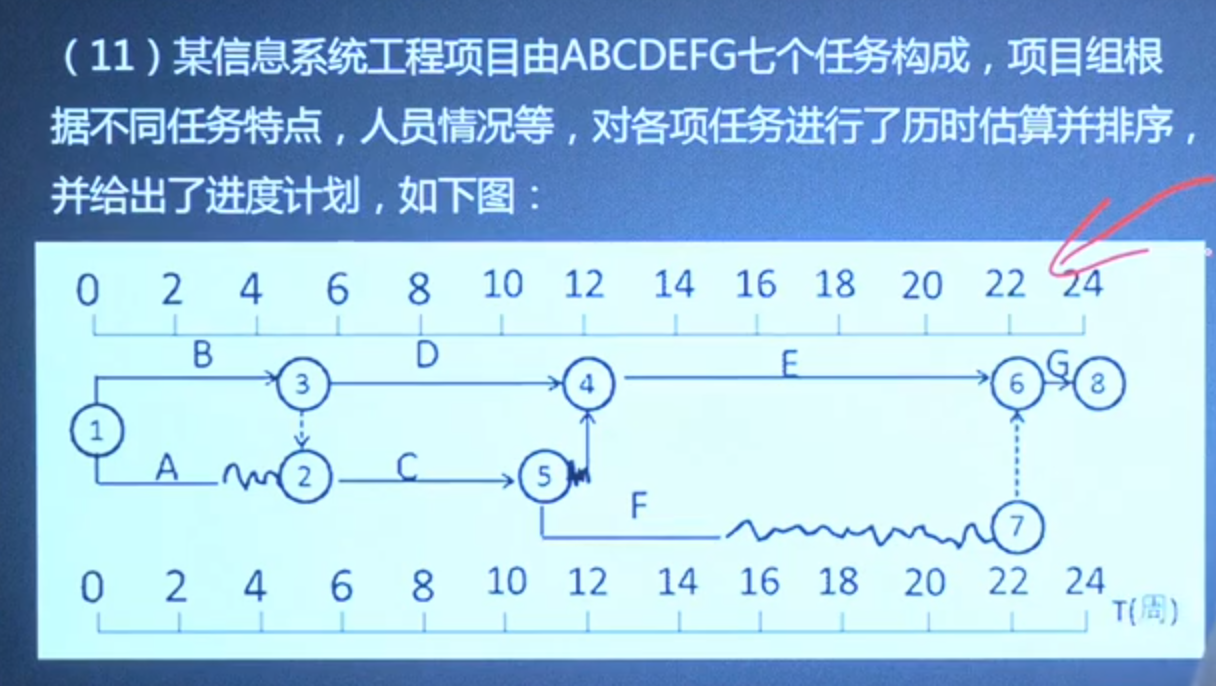 （11）某信息系统工程项目由ABCDEFG七个任务构成，项目组根
据不同任务特点，人员情况等，对各项任务进行了历时估算并排序，
并给出了进度计划，如下图：
0 2 4 6 8 10 12 14 16 18 20 22 24
B D E G
3 4 6 8
1
A 2 C 5
F 7
0 2 4 6 8 10 12 14 16 18 20 22 24 T(周)